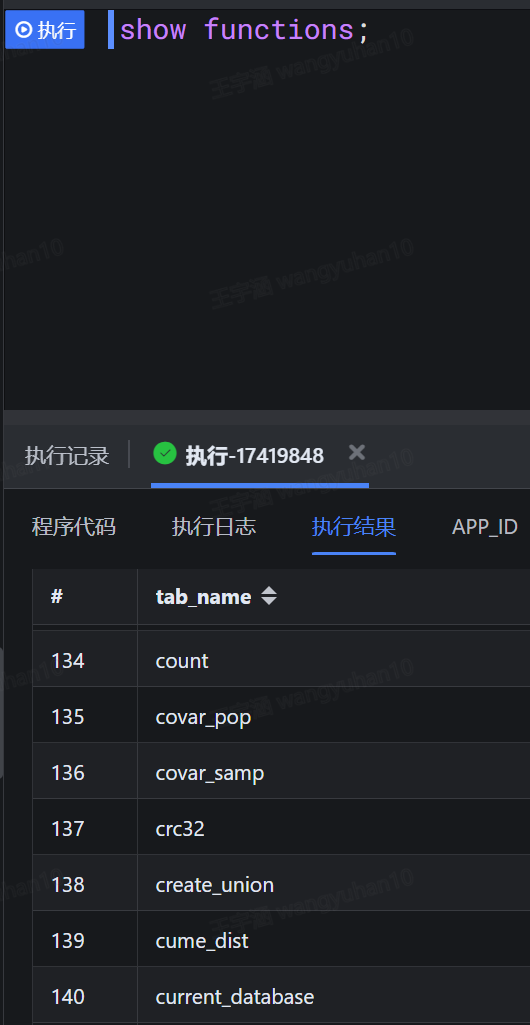 执行 show functions;
王宇涵 wangyuhan10
执行记录
执行-17419848
程序代码
执行日志
执行结果
APP_ID
# tab_name
134 count
135 covar_pop
136 covar_samp
137 crc32
138 create_union
139 cume_dist
140 current_database